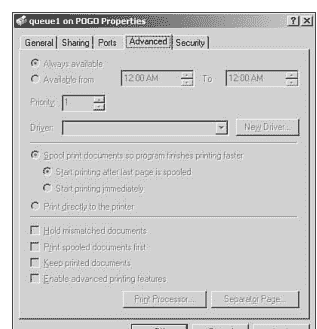 queue1 on POGO Properties
General Sharing Ports Advanced Security
Always available
Available from 12:00 AM To 12:00 AM
Priority: 1
Driver: New Driver...
Spool print documents so program finishes printing faster
Start printing after last page is spooled
Start printing immediately
Print directly to the printer
Hold mismatched documents
Print spooled documents first
Keep printed documents
Enable advanced printing features
Print Processor... Separator Page...